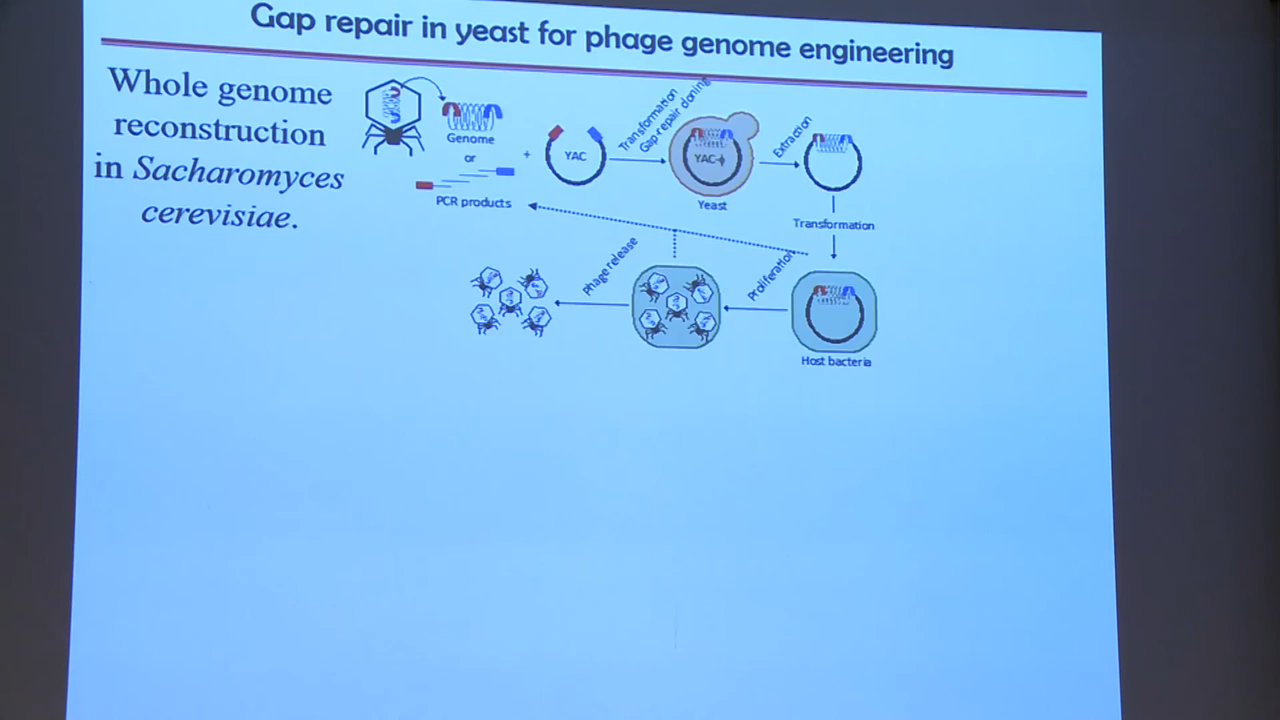 Gap repair in yeast for phage genome engineering
Whole genome
reconstruction
in Sacharomyces
cerevisiae.
Genome
or
PCR products
+
YAC
Transformation
Gap-repair cloning
YAC
Yeast
Extraction
Transformation
Host bacteria
Proliferation
Phage release